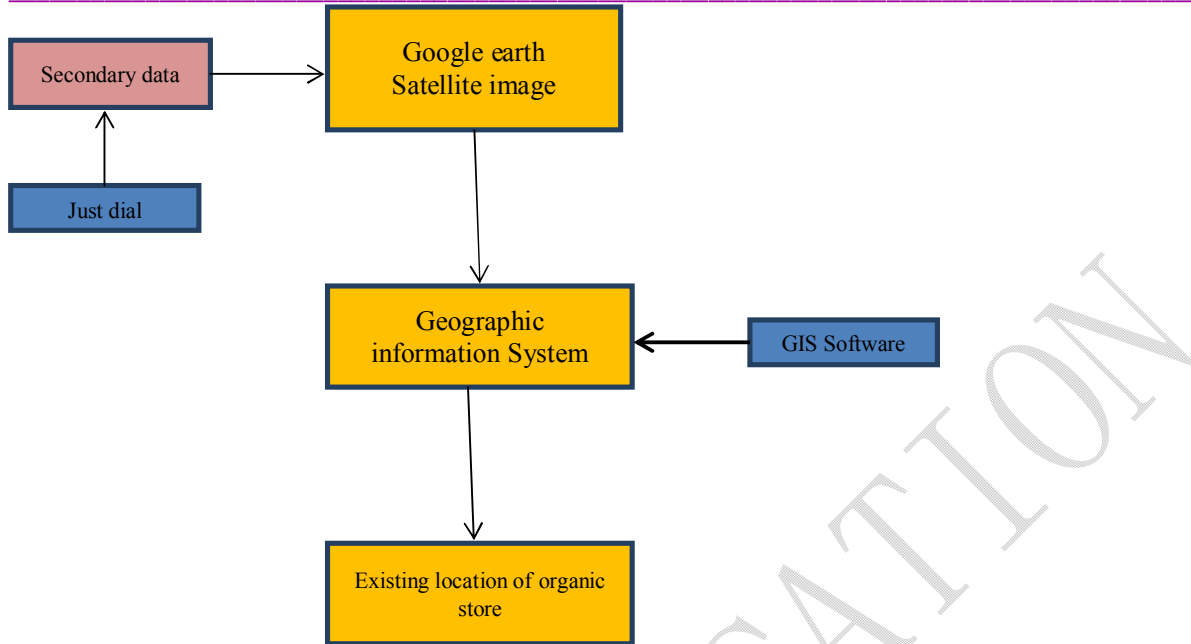 Google earth
Satellite image
Secondary data
Just dial
Geographic
information System
GIS Software
Existing location of organic
store
CATION